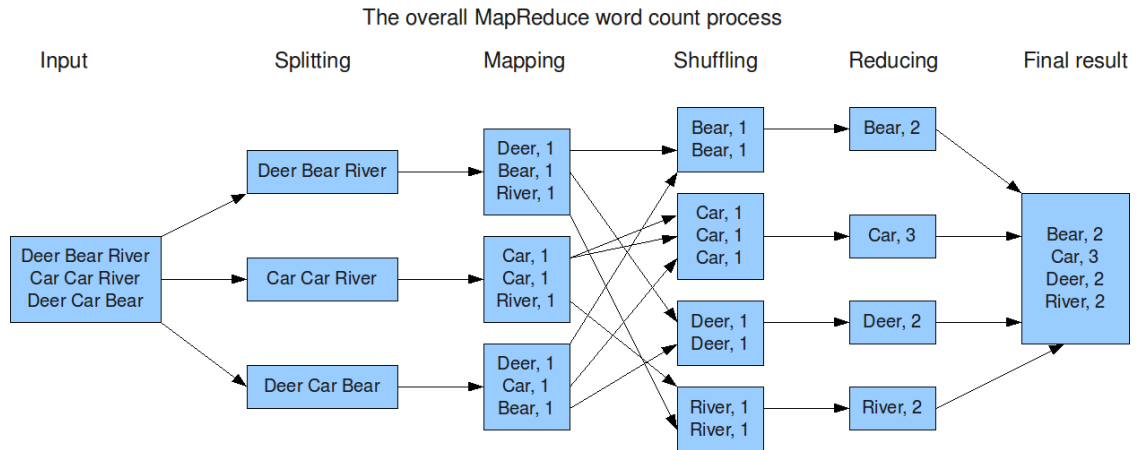 The overall MapReduce word count process
Input
Splitting
Mapping
Shuffling
Reducing
Final result
Deer Bear River
Car Car River
Deer Car Bear
Deer Bear River
Car Car River
Deer Car Bear
Deer, 1
Bear, 1
River, 1
Car, 1
Car, 1
River, 1
Deer, 1
Car, 1
Bear, 1
Bear, 1
Bear, 1
Car, 1
Car, 1
Car, 1
Deer, 1
Deer, 1
River, 1
River, 1
Bear, 2
Car, 3
Deer, 2
River, 2
Bear, 2
Car, 3
Deer, 2
River, 2